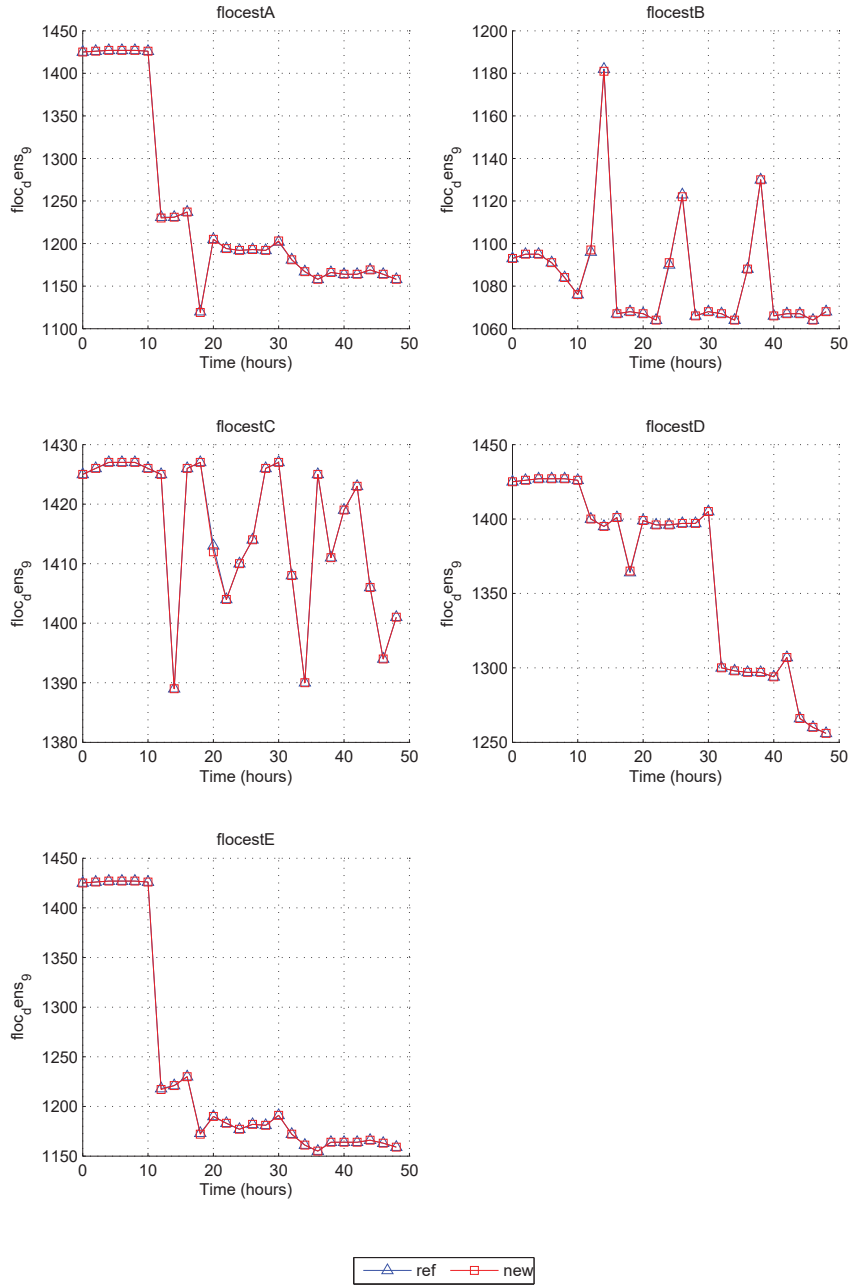 flocestA
1450
1400
1350
1300
1250
1200
1150
1100
0 10 20 30 40 50
Time (hours)
floc_dens_9
flocestB
1200
1180
1160
1140
1120
1100
1080
1060
0 10 20 30 40 50
Time (hours)
floc_dens_9
flocestC
1430
1420
1410
1400
1390
1380
0 10 20 30 40 50
Time (hours)
floc_dens_9
flocestD
1450
1400
1350
1300
1250
0 10 20 30 40 50
Time (hours)
floc_dens_9
flocestE
1450
1400
1350
1300
1250
1200
1150
0 10 20 30 40 50
Time (hours)
floc_dens_9
ref new